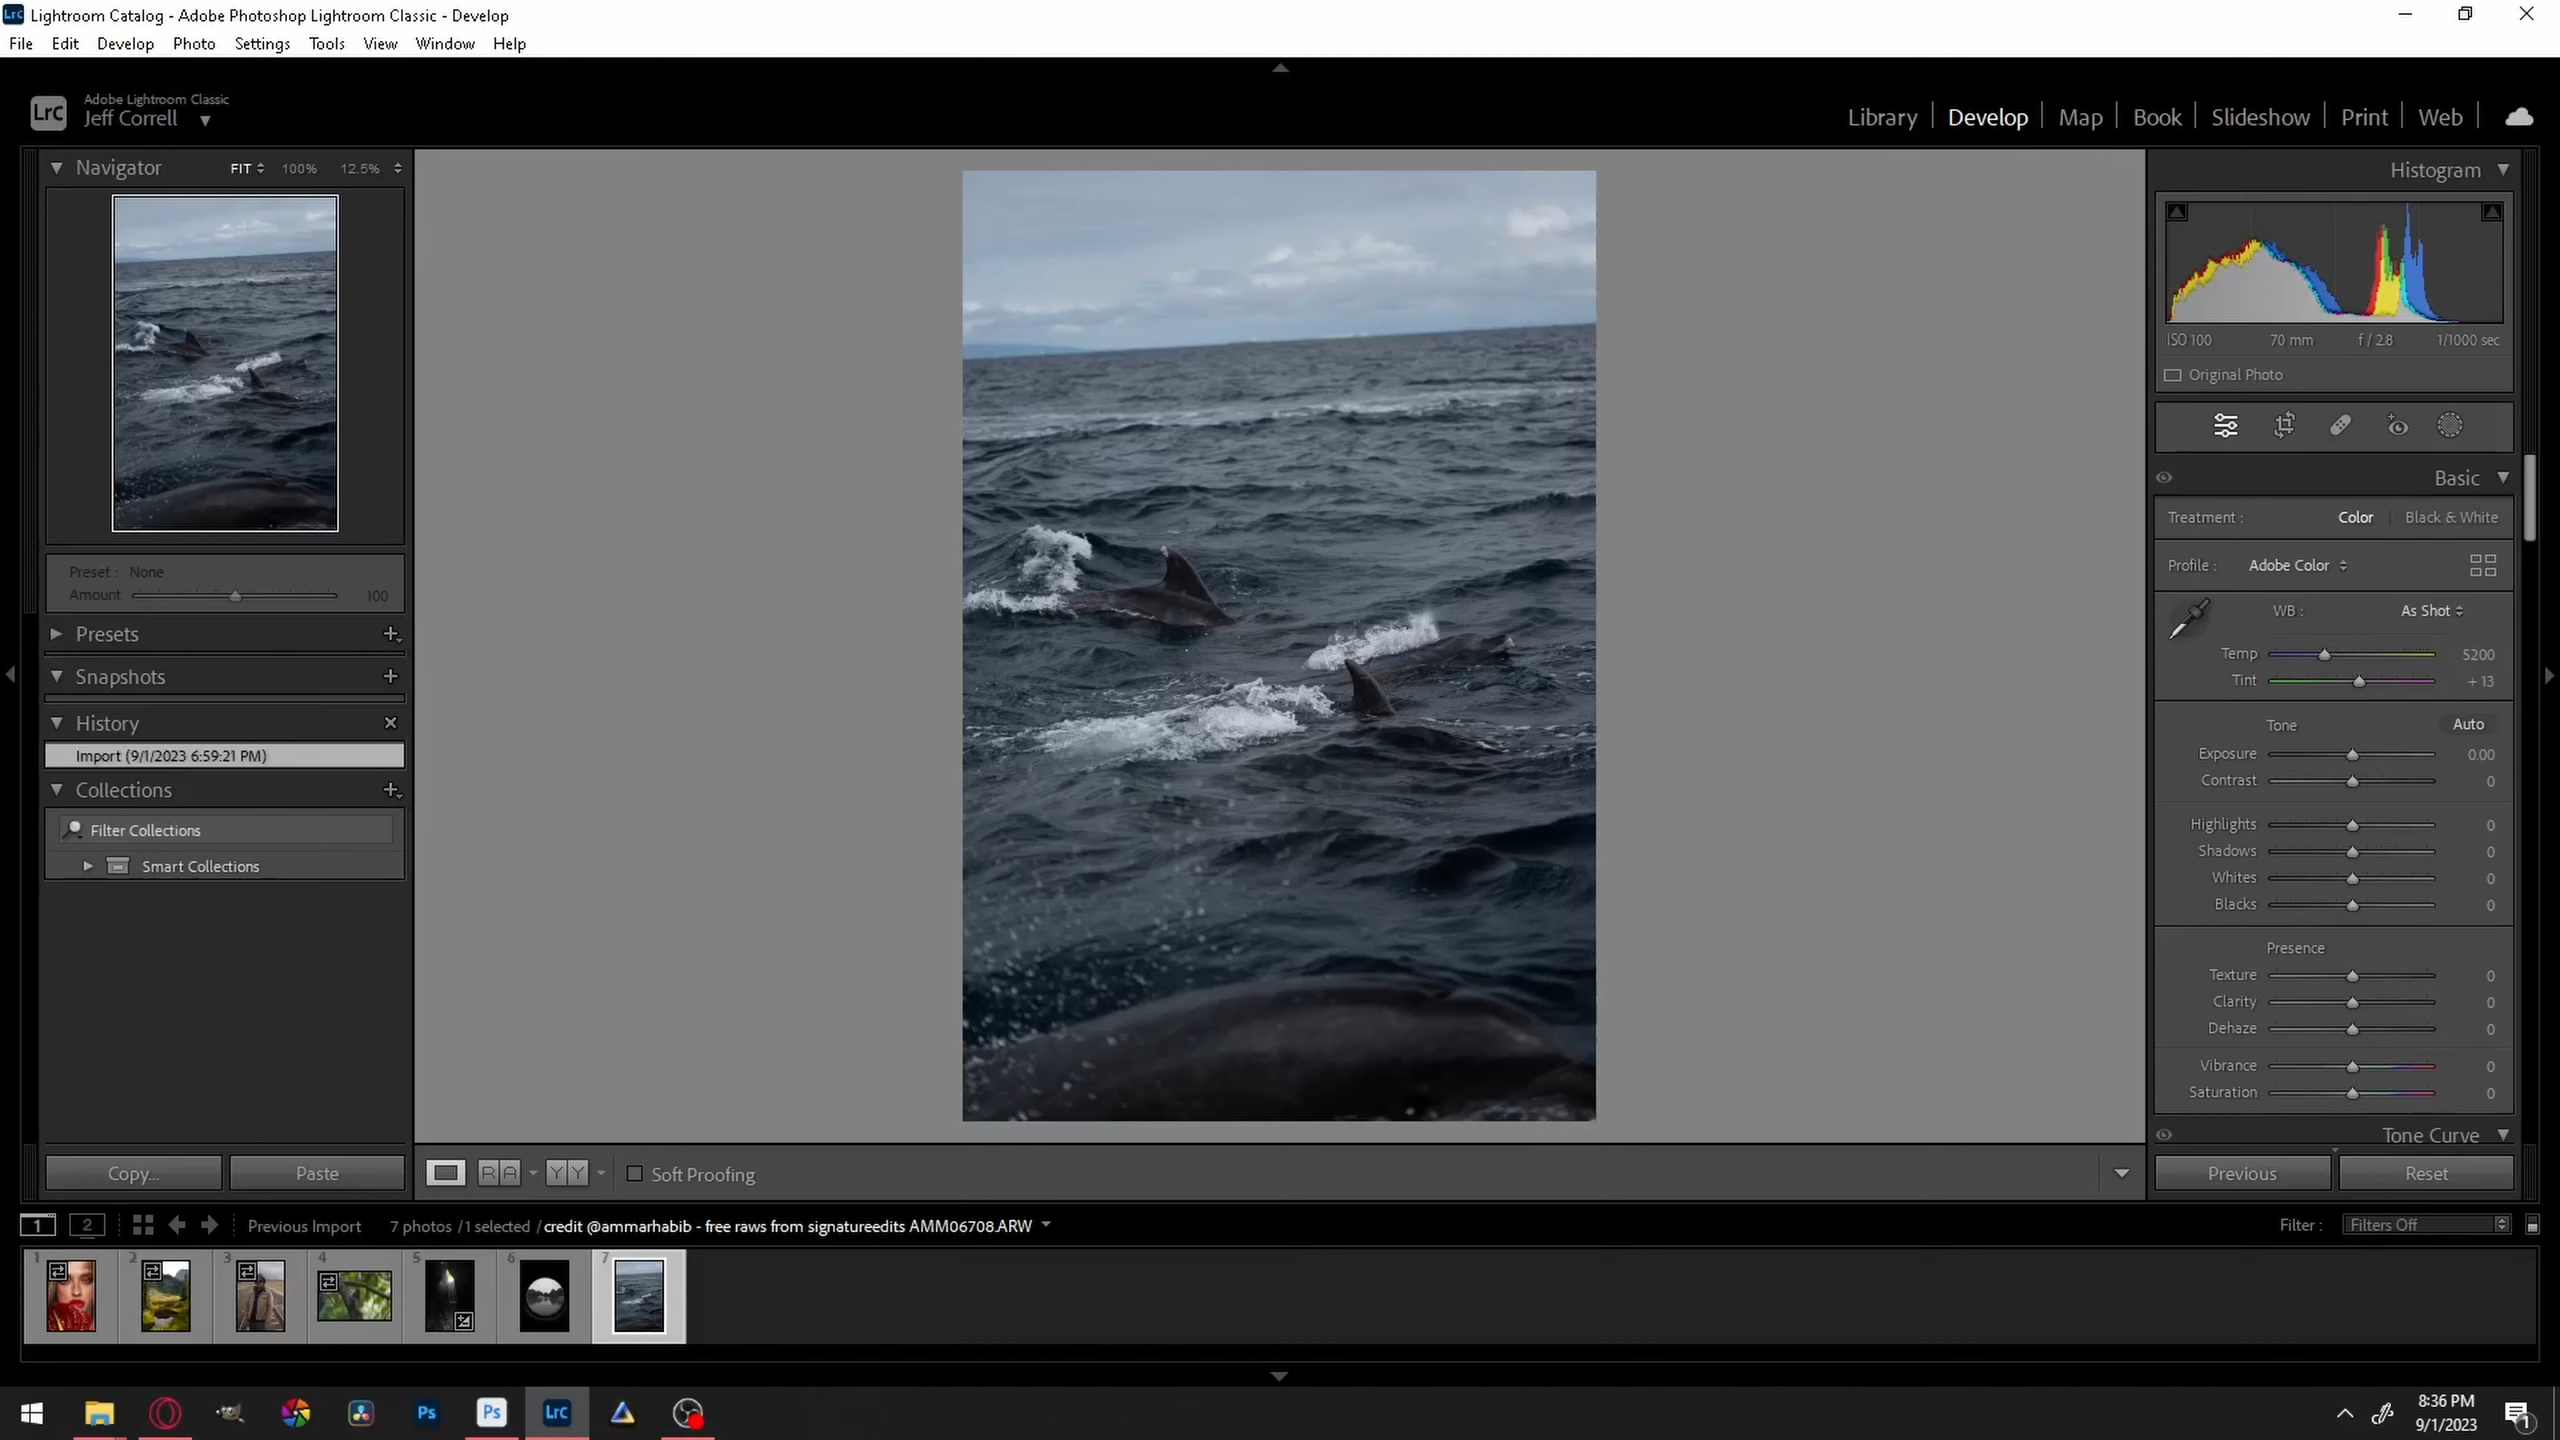 Lightroom Catalog - Adobe Photoshop Lightroom Classic - Develop
File Edit Develop Photo Settings Tools View Window Help
LrC
Adobe Lightroom Classic
Jeff Correll
Library Develop Map Book Slideshow Print Web
Navigator FIT 100% 12.5%
Preset : None
Amount 100
Presets
Snapshots
History
Import (9/1/2023 6:59:21 PM)
Collections
Filter Collections
Smart Collections
Copy... Paste
R A Y Y Soft Proofing
Histogram
ISO 100 70 mm f / 2.8 1/1000 sec
Original Photo
Basic
Treatment : Color Black & White
Profile : Adobe Color
WB : As Shot
Temp 5200
Tint + 13
Tone Auto
Exposure 0.00
Contrast 0
Highlights 0
Shadows 0
Whites 0
Blacks 0
Presence
Texture 0
Clarity 0
Dehaze 0
Vibrance 0
Saturation 0
Tone Curve
Previous Reset
1 2 Previous Import 7 photos /1 selected / credit @ammarhabib - free raws from signatureedits AMM06708.ARW Filter : Filters Off
1 2 3 4 5 6 7
Ps Ps LrC
8:36 PM
9/1/2023
1